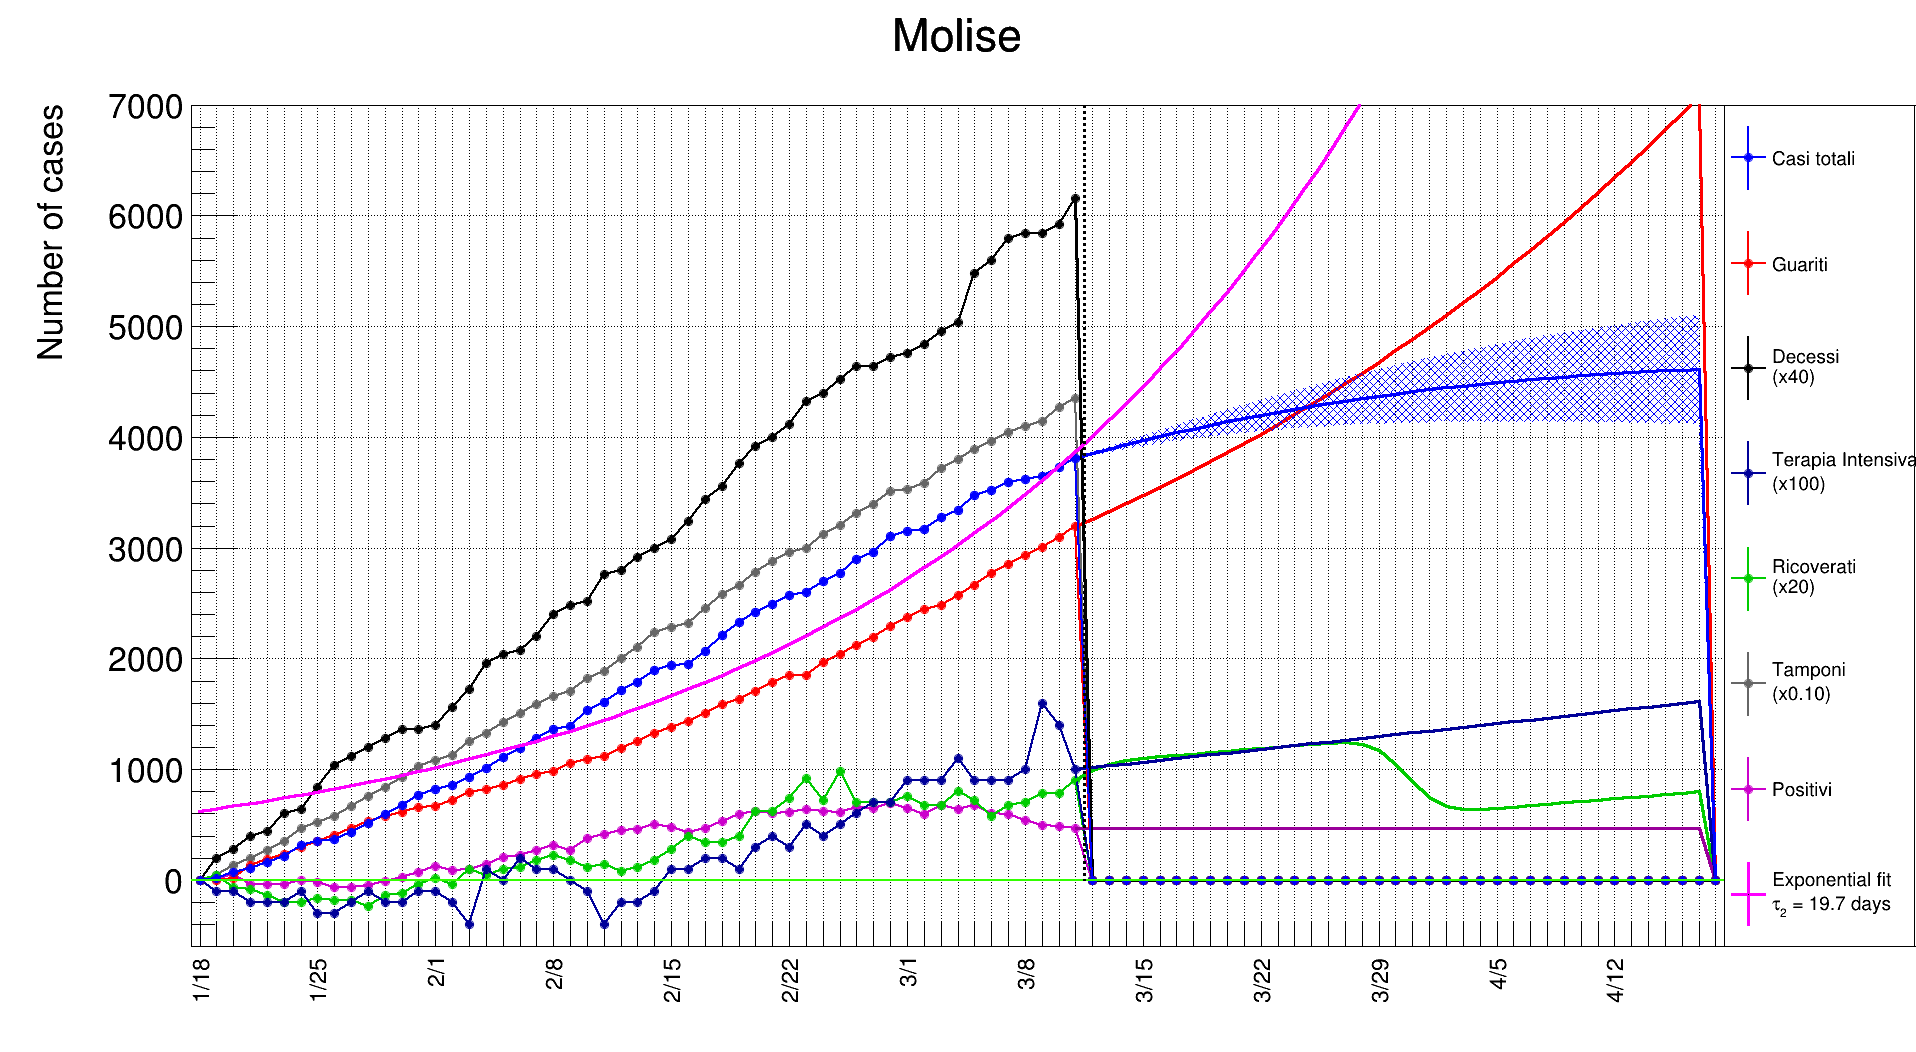 Molise
Number of cases
7000
6000
5000
4000
3000
2000
1000
0
1/18
1/25
2/1
2/8
2/15
2/22
3/1
3/8
3/15
3/22
3/29
4/5
4/12
Casi totali
Guariti
Decessi
(x40)
Terapia Intensiva
(x100)
Ricoverati
(x20)
Tamponi
(x0.10)
Positivi
Exponential fit
τ2 = 19.7 days